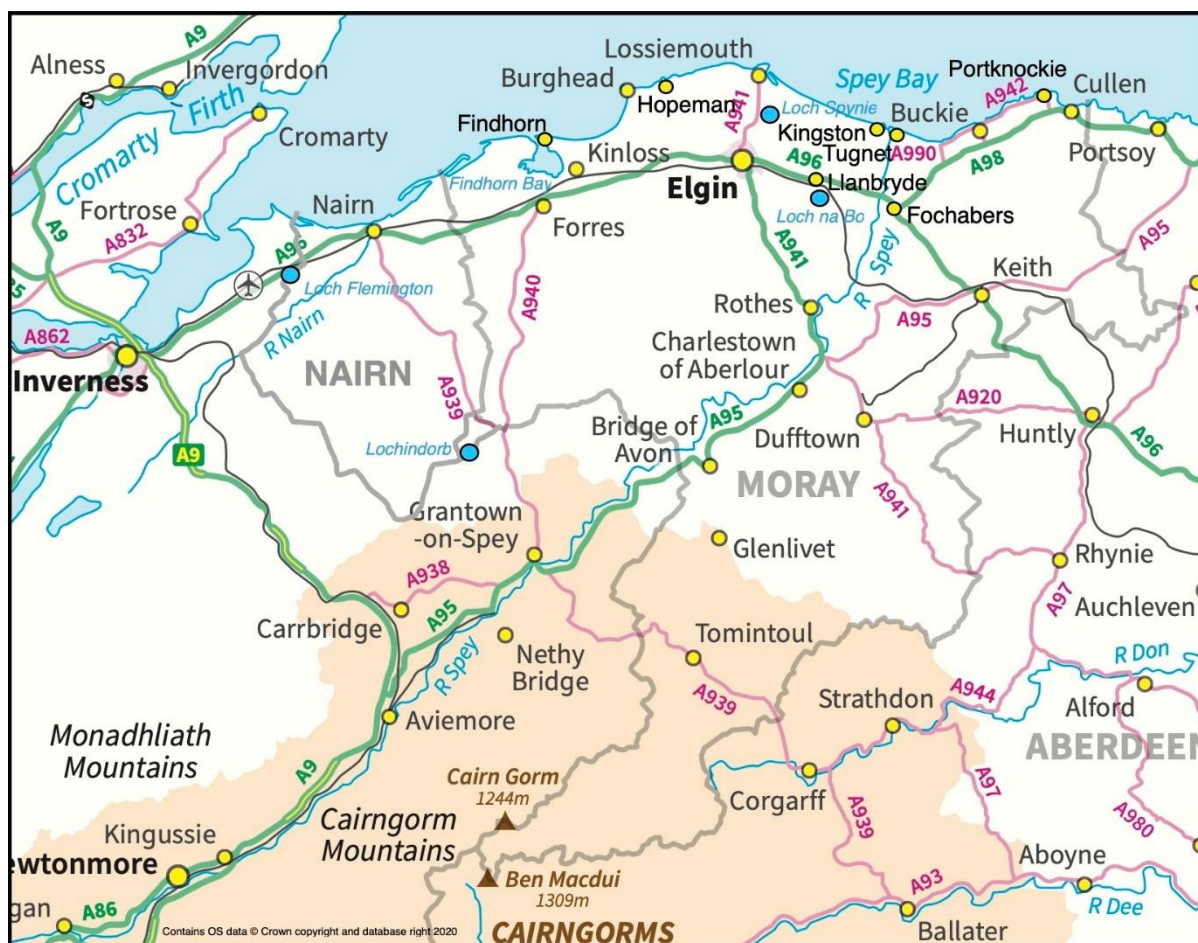 A9
Alness
Invergordon
Firth
Cromarty
Cromarty
Lossiemouth
Burghead
Hopeman
A941
Loch Spynie
Spey Bay
Portknockie
Cullen
Buckie
A942
Findhorn
Kinloss
Kingston
Tugnet
A990
A98
Portsoy
A96
Llanbryde
Elgin
Findhorn Bay
Loch na Bo
Fochabers
A9
Fortrose
A832
Nairn
A96
Forres
A941
R Spey
A95
Loch Flemington
A940
Keith
R Nairn
Rothes
A95
A862
Inverness
NAIRN
A939
Charlestown
of Aberlour
A95
A920
Bridge of
Avon
Dufftown
Huntly
A96
A9
Lochindorb
MORAY
A941
Grantown
-on-Spey
Glenlivet
Rhynie
A938
A97
Auchleven
Carrbridge
A95
Tomintoul
R Don
Nethy
Bridge
R Spey
A939
Strathdon
A944
Alford
Aviemore
ABERDEEN
Monadhliath
Mountains
A9
Cairn Gorm
1244m
Corgarff
A97
A939
A980
Kingussie
Cairngorm
Mountains
ewtonmore
Ben Macdui
1309m
Aboyne
A93
gan
A86
CAIRNGORMS
Ballater
R Dee
Contains OS data © Crown copyright and database right 2020